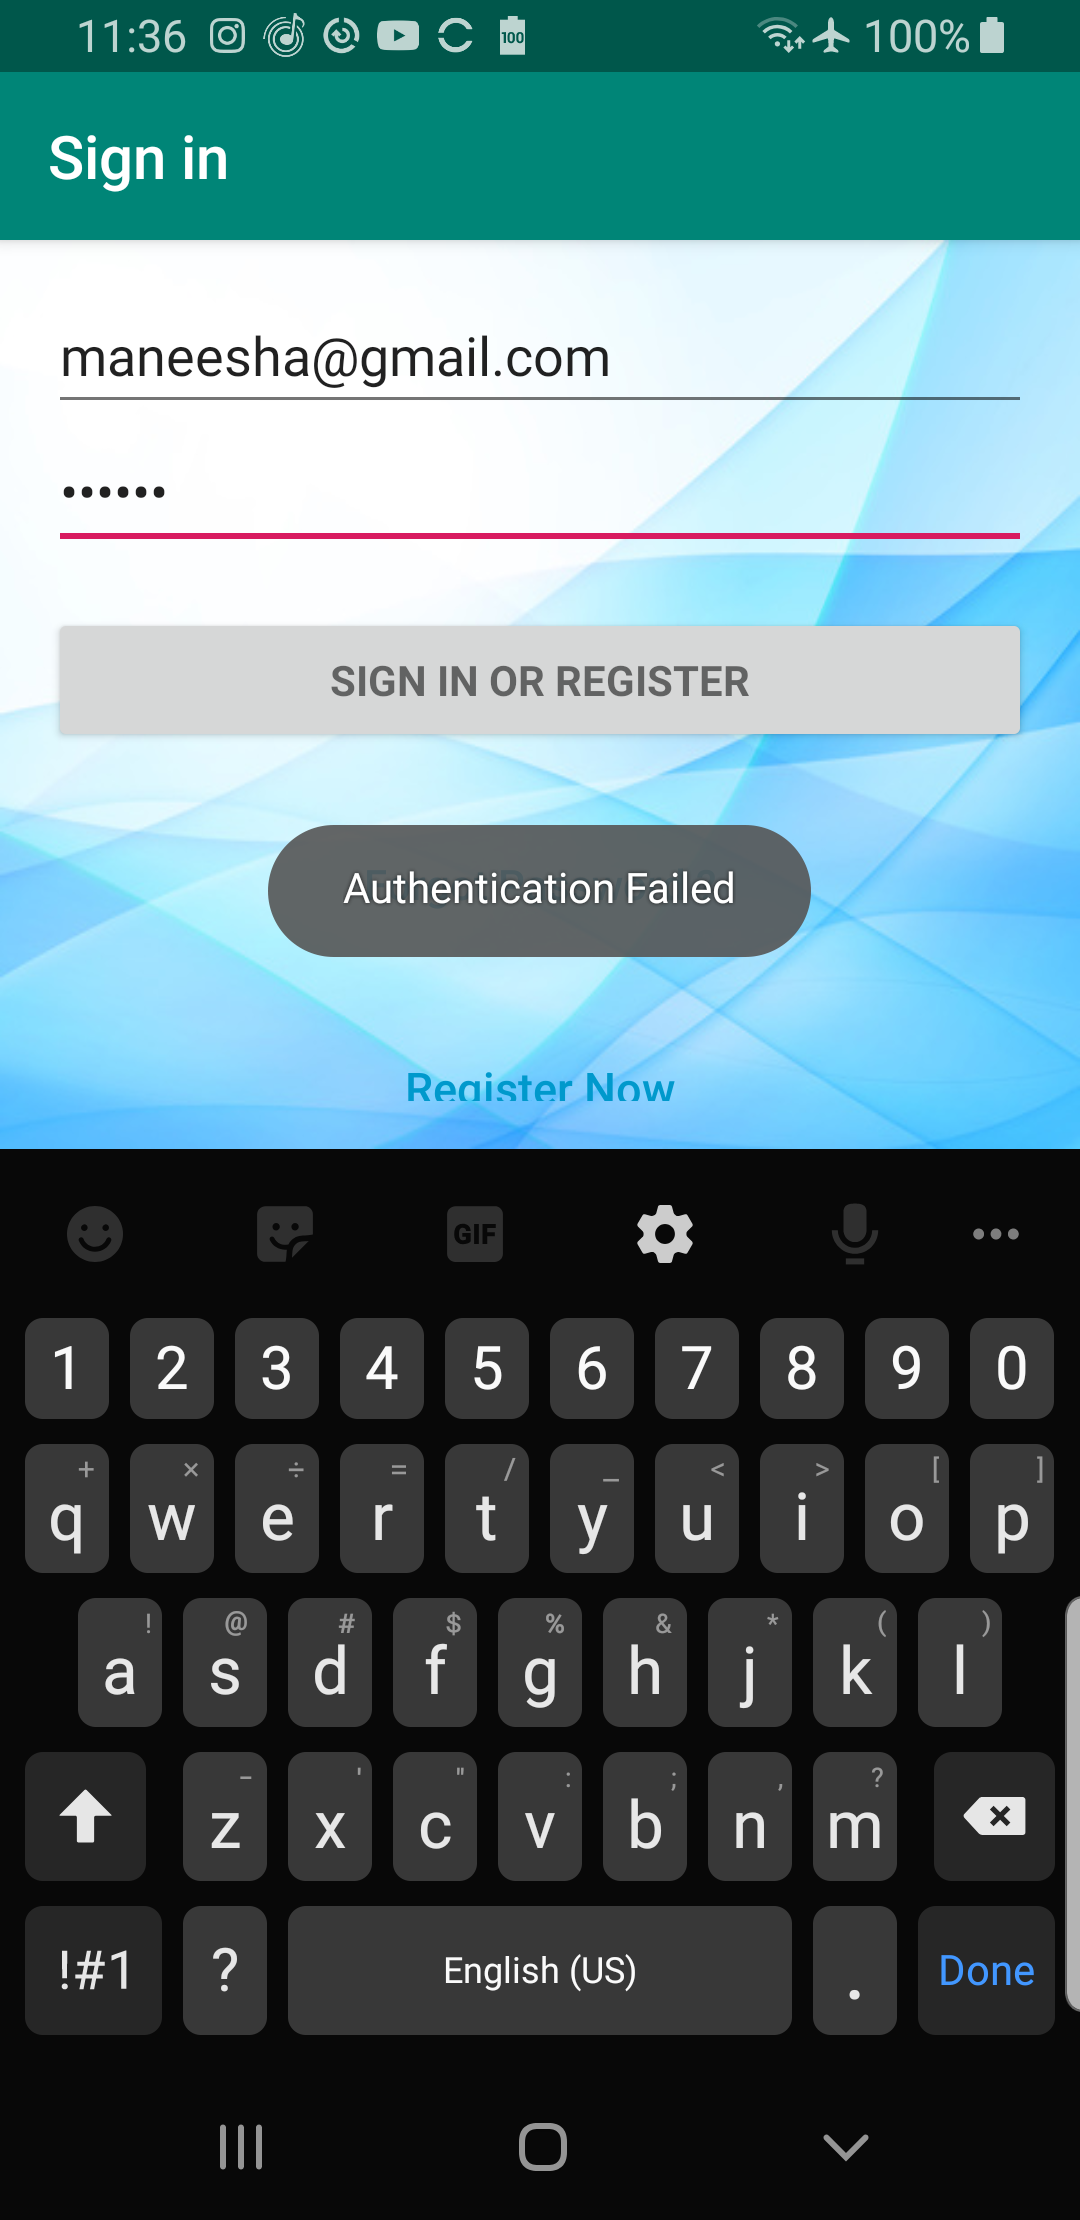 11:36 100 100%
Sign in
maneesha@gmail.com
••••••
SIGN IN OR REGISTER
Authentication Failed
Register Now
GIF
1 2 3 4 5 6 7 8 9 0
+ × ÷ = / _ < > [ ]
q w e r t y u i o p
! @ # $ % & * ( )
a s d f g h j k l
- ' " : ; , ?
z x c v b n m
!#1 ? English (US) . Done